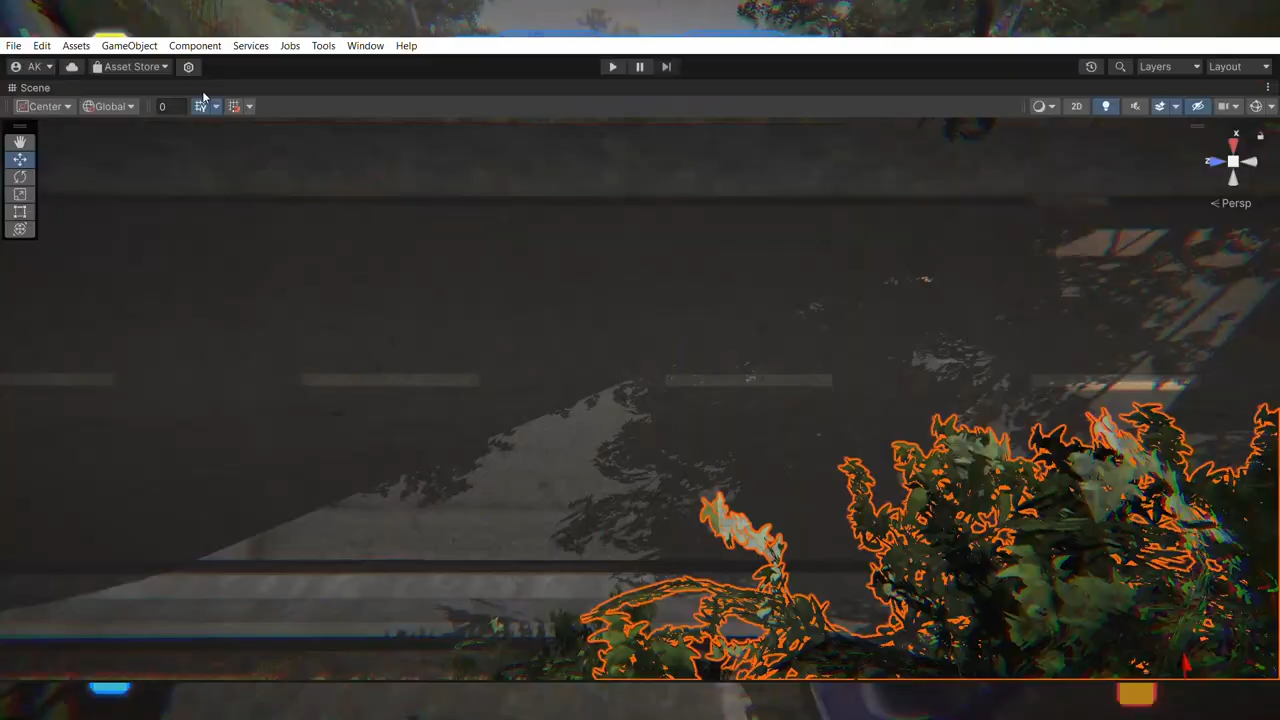 File Edit Assets GameObject Component Services Jobs Tools Window Help
AK Asset Store Layers Layout
Scene
Center Global 0 2D
x
z
Persp